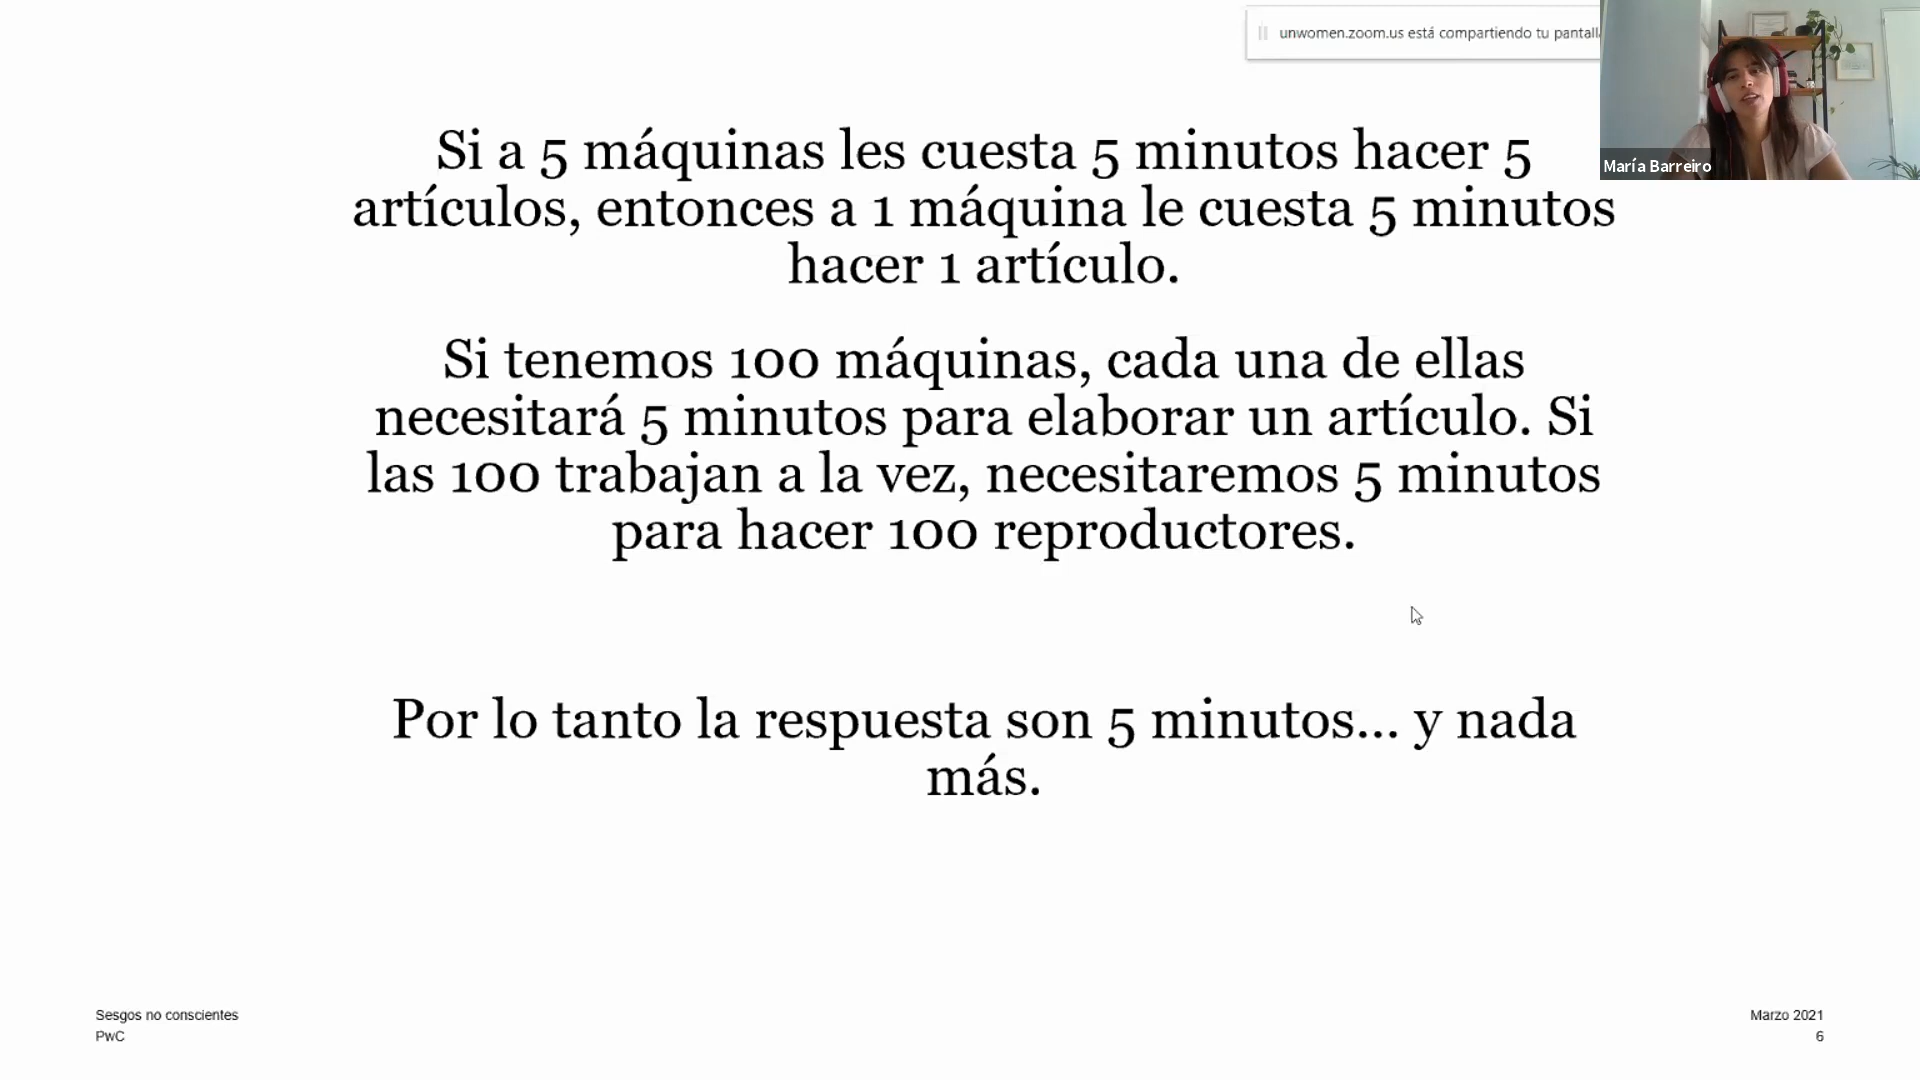 unwomen.zoom.us está compartiendo tu pantall
María Barreiro
Si a 5 máquinas les cuesta 5 minutos hacer 5
artículos, entonces a 1 máquina le cuesta 5 minutos
hacer 1 artículo.
Si tenemos 100 máquinas, cada una de ellas
necesitará 5 minutos para elaborar un artículo. Si
las 100 trabajan a la vez, necesitaremos 5 minutos
para hacer 100 reproductores.
Por lo tanto la respuesta son 5 minutos... y nada
más.
Sesgos no conscientes
PwC
Marzo 2021
6